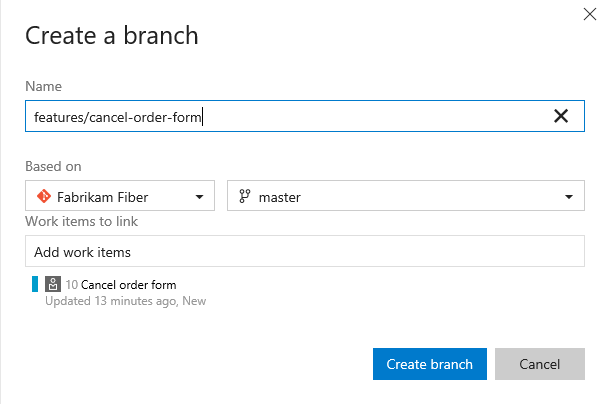 Create a branch
Name
features/cancel-order-form
Based on
Fabrikam Fiber
master
Work items to link
Add work items
10 Cancel order form
Updated 13 minutes ago, New
Create branch
Cancel